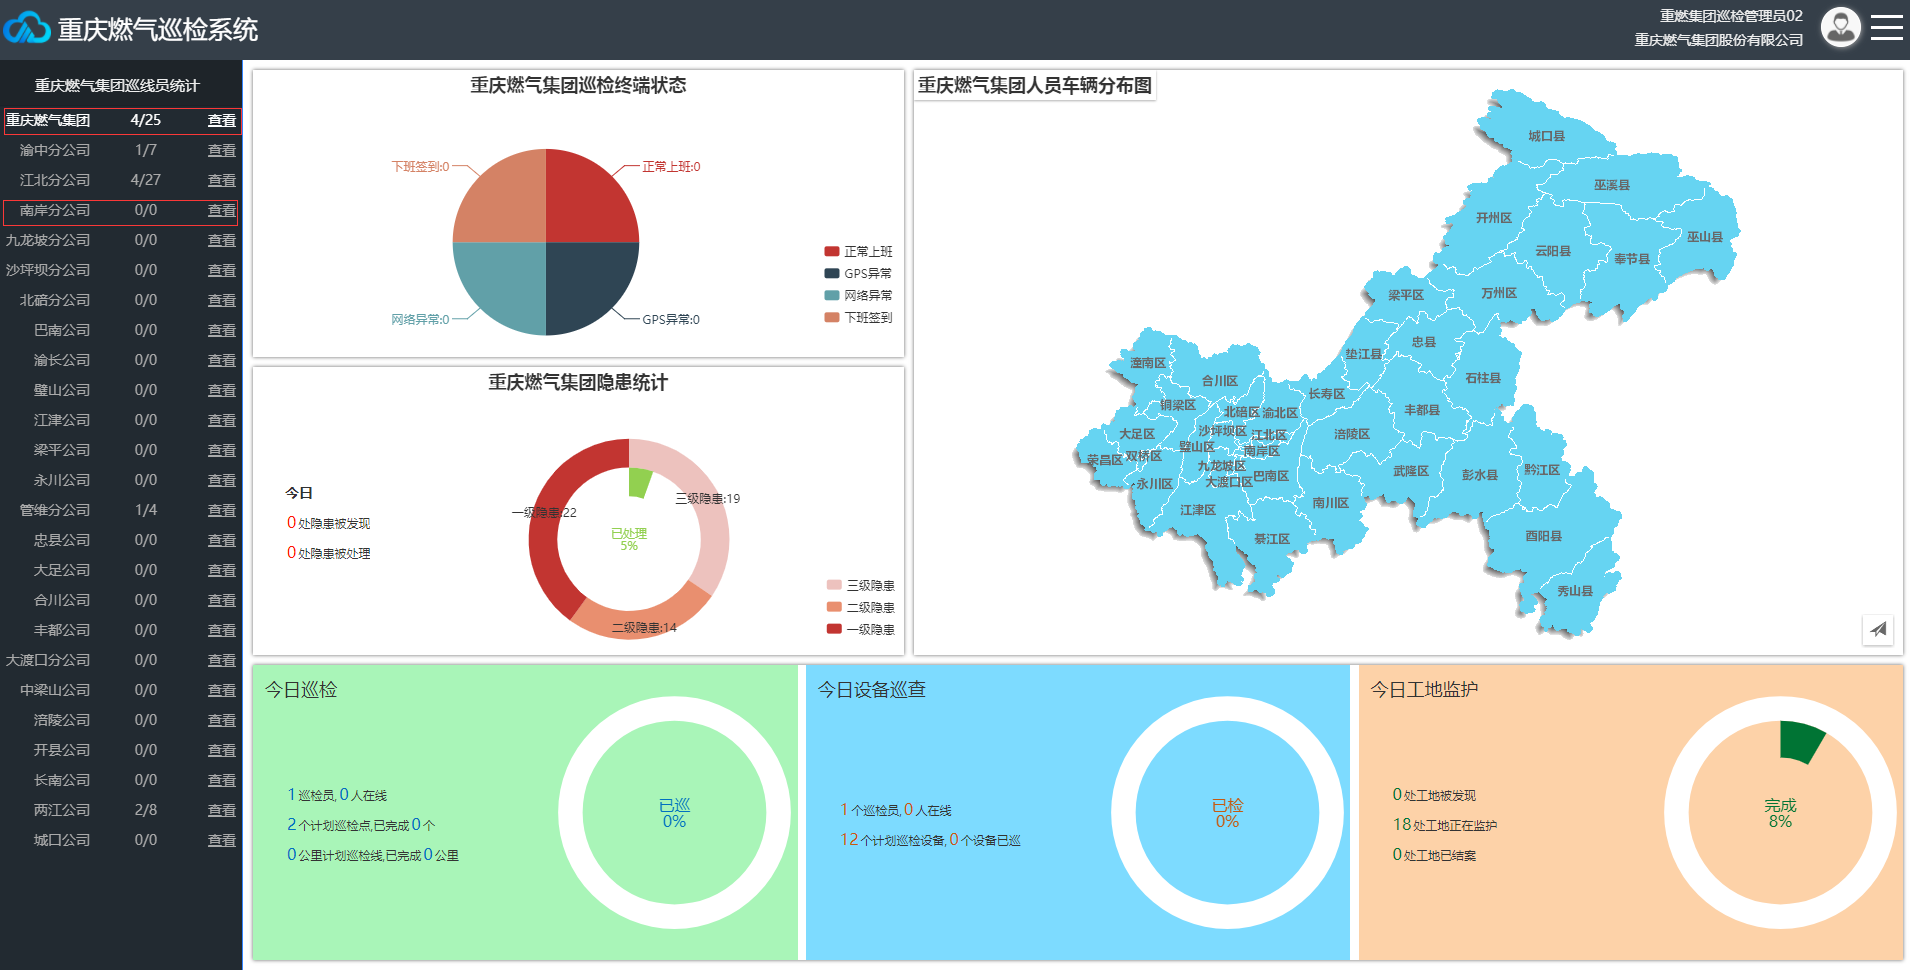 重庆燃气巡检系统
重燃集团巡检管理员02
重庆燃气集团股份有限公司
重庆燃气集团巡线员统计
重庆燃气集团 4/25 查看
渝中分公司 1/7 查看
江北分公司 4/27 查看
南岸分公司 0/0 查看
九龙坡分公司 0/0 查看
沙坪坝分公司 0/0 查看
北碚分公司 0/0 查看
巴南公司 0/0 查看
渝长公司 0/0 查看
璧山公司 0/0 查看
江津公司 0/0 查看
梁平公司 0/0 查看
永川公司 0/0 查看
管维分公司 1/4 查看
忠县公司 0/0 查看
大足公司 0/0 查看
合川公司 0/0 查看
丰都公司 0/0 查看
大渡口分公司 0/0 查看
中梁山公司 0/0 查看
涪陵公司 0/0 查看
开县公司 0/0 查看
长南公司 0/0 查看
两江公司 2/8 查看
城口公司 0/0 查看
重庆燃气集团巡检终端状态
下班签到:0
正常上班:0
网络异常:0
GPS异常:0
正常上班
GPS异常
网络异常
下班签到
重庆燃气集团隐患统计
今日
0处隐患被发现
0处隐患被处理
三级隐患:19
一级隐患:22
已处理
5%
二级隐患:14
三级隐患
二级隐患
一级隐患
重庆燃气集团人员车辆分布图
城口县
巫溪县
开州区
巫山县
云阳县
奉节县
万州区
梁平区
忠县
垫江县
潼南区
石柱县
合川区
长寿区
铜梁区
丰都县
北碚区
渝北区
沙坪坝区
大足区
江北区
涪陵区
璧山区
南岸区
双桥区
荣昌区
九龙坡区
武隆区
黔江区
彭水县
巴南区
大渡口区
永川区
南川区
江津区
綦江区
酉阳县
秀山县
今日巡检
1巡检员,0人在线
2个计划巡检点,已完成0个
0公里计划巡检线,已完成0公里
已巡
0%
今日设备巡查
1个巡检员,0人在线
12个计划巡检设备,0个设备已巡
已检
0%
今日工地监护
0处工地被发现
18处工地正在监护
0处工地已结案
完成
8%